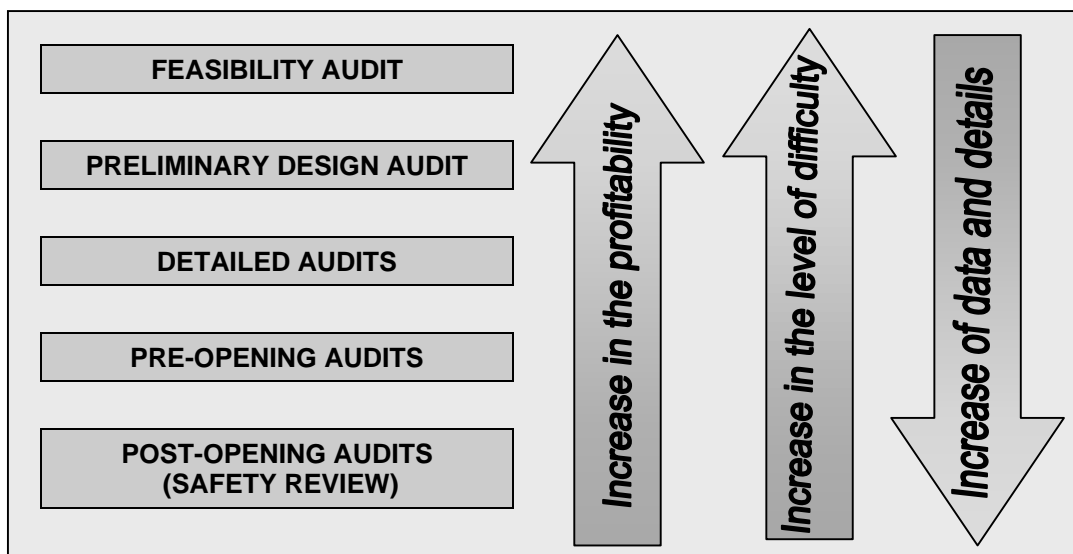 FEASIBILITY AUDIT
PRELIMINARY DESIGN AUDIT
DETAILED AUDITS
PRE-OPENING AUDITS
POST-OPENING AUDITS
(SAFETY REVIEW)
Increase in the profitability
Increase in the level of difficulty
Increase of data and details